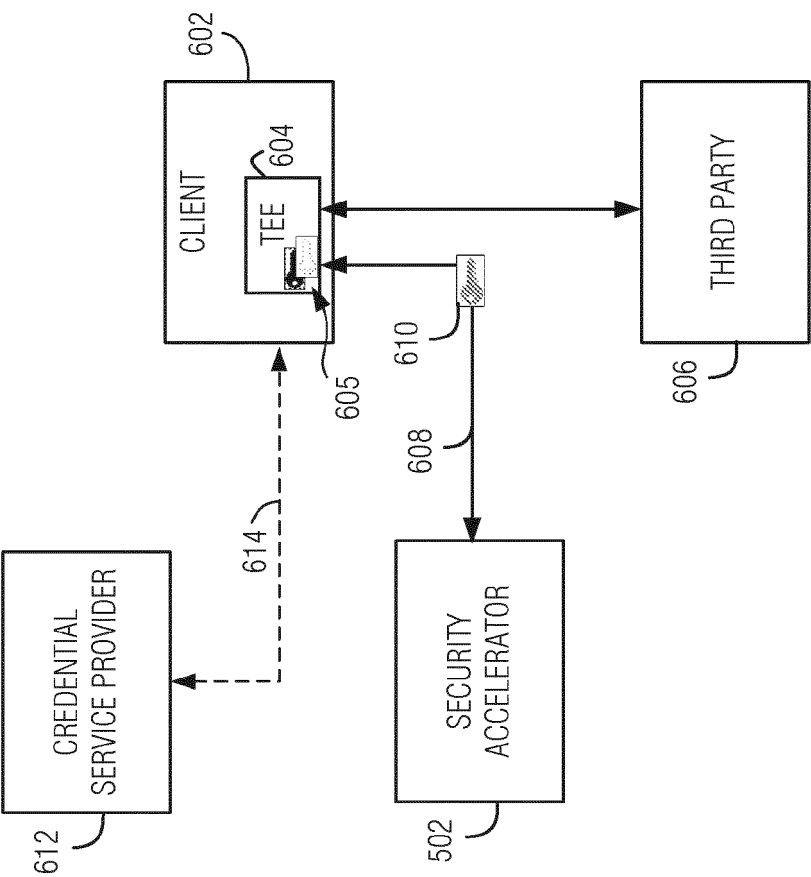 612
CREDENTIAL
SERVICE PROVIDER
614
602
CLIENT
604
TEE
605
610
608
502
SECURITY
ACCELERATOR
606
THIRD PARTY